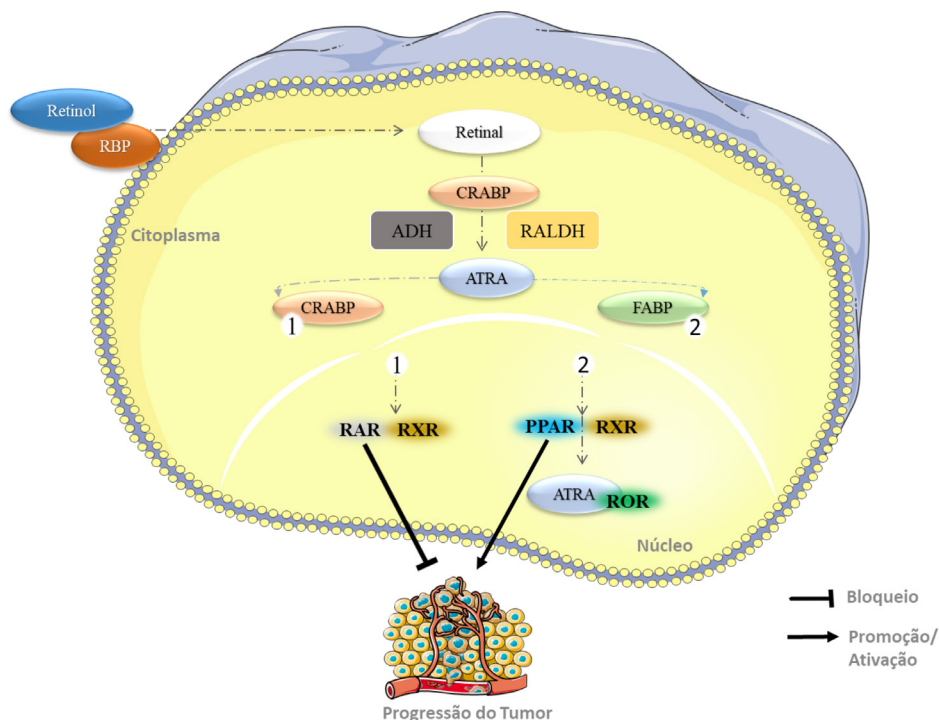 Retinol
RBP
Retinal
CRABP
Citoplasma
ADH
RALDH
ATRA
CRABP
1
FABP
2
1
2
RAR
RXR
PPAR
RXR
ATRA
ROR
Núcleo
Bloqueio
Promoção/
Ativação
Progressão do Tumor